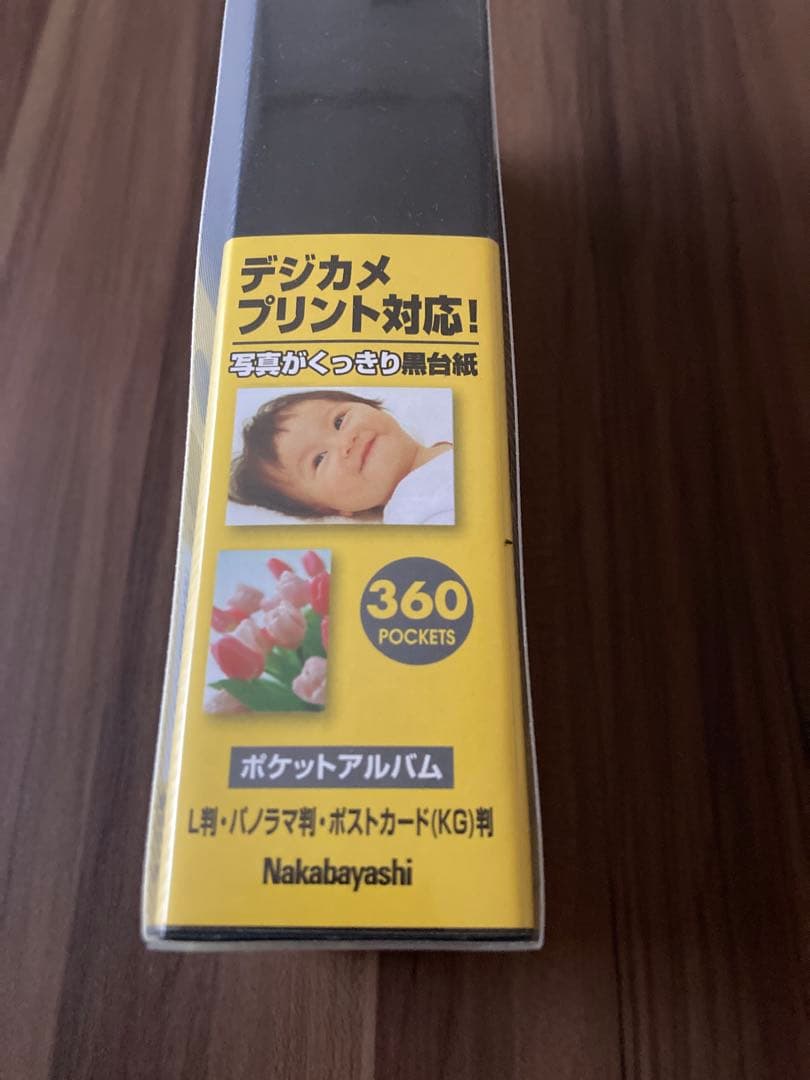 デジカメ
プリント対応!
写真がくっきり黒台紙
360
POCKETS
ポケットアルバム
L判・パノラマ判・ポストカード(KG)判
Nakabayashi